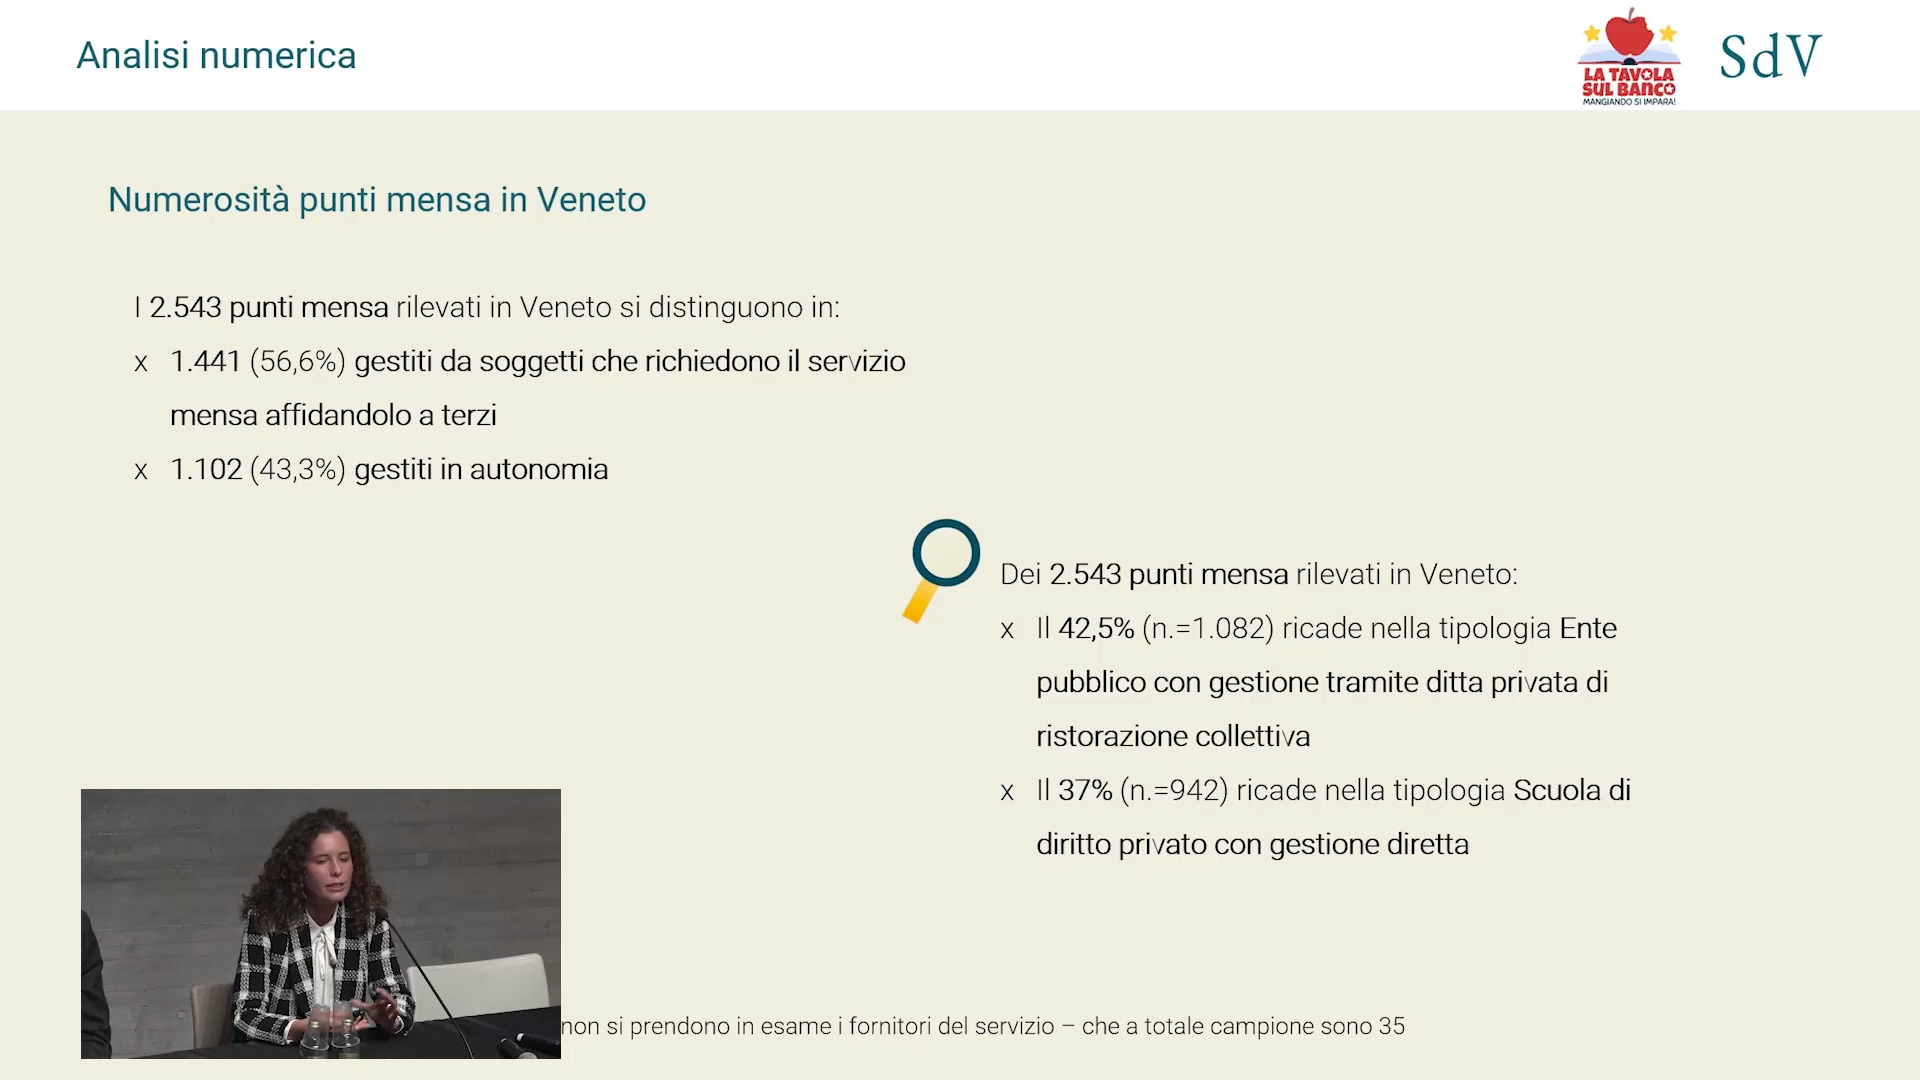 Analisi numerica
LA TAVOLA
SUL BANCO
MANGIANDO SI IMPARA!
SdV
Numerosità punti mensa in Veneto
I 2.543 punti mensa rilevati in Veneto si distinguono in:
x 1.441 (56,6%) gestiti da soggetti che richiedono il servizio
mensa affidandolo a terzi
x 1.102 (43,3%) gestiti in autonomia
Dei 2.543 punti mensa rilevati in Veneto:
x Il 42,5% (n.=1.082) ricade nella tipologia Ente
pubblico con gestione tramite ditta privata di
ristorazione collettiva
x Il 37% (n.=942) ricade nella tipologia Scuola di
diritto privato con gestione diretta
non si prendono in esame i fornitori del servizio – che a totale campione sono 35